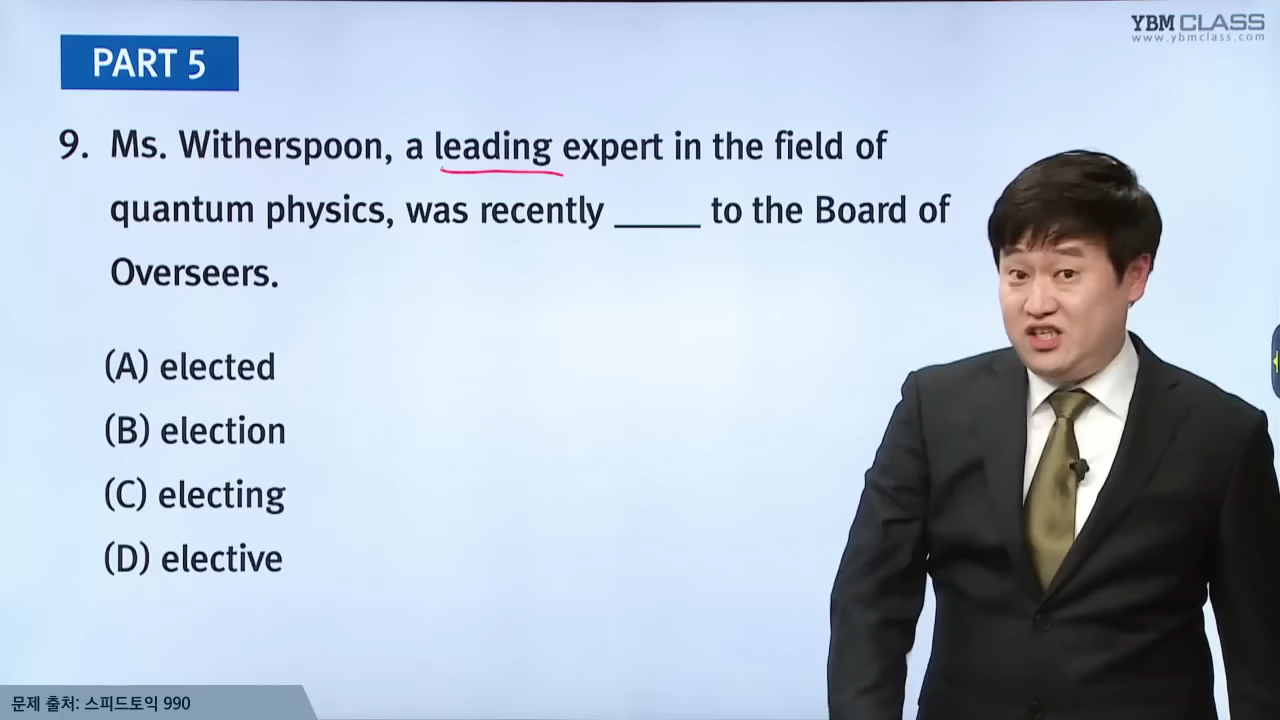 YBM CLASS
www.ybmclass.com
PART 5
9. Ms. Witherspoon, a leading expert in the field of
quantum physics, was recently _____ to the Board of
Overseers.
(A) elected
(B) election
(C) electing
(D) elective
문제 출처: 스피드토익 990